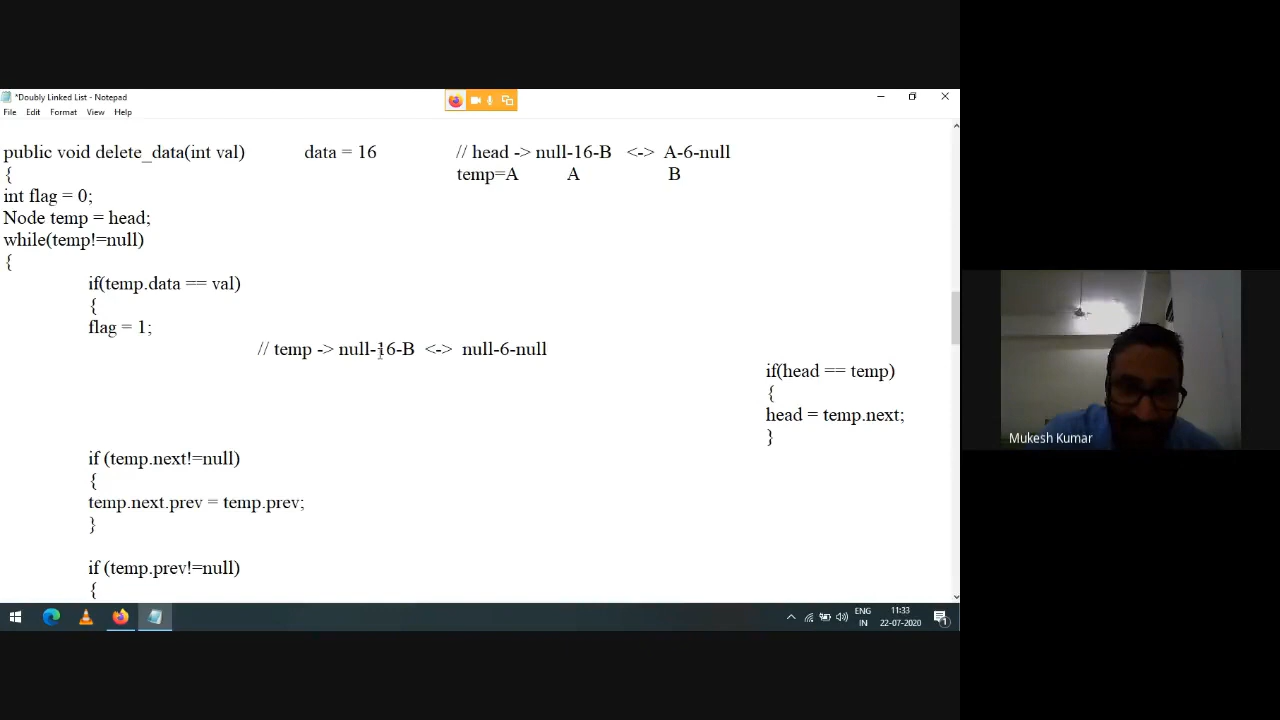 *Doubly Linked List - Notepad
File Edit Format View Help
public void delete_data(int val) data = 16 // head -> null-16-B <-> A-6-null
{ temp=A A B
int flag = 0;
Node temp = head;
while(temp!=null)
{
if(temp.data == val)
{
flag = 1;
// temp -> null-16-B <-> null-6-null
if(head == temp)
{
head = temp.next;
}
if (temp.next!=null)
{
temp.next.prev = temp.prev;
}
if (temp.prev!=null)
{
Mukesh Kumar
ENG 11:33
IN 22-07-2020
1